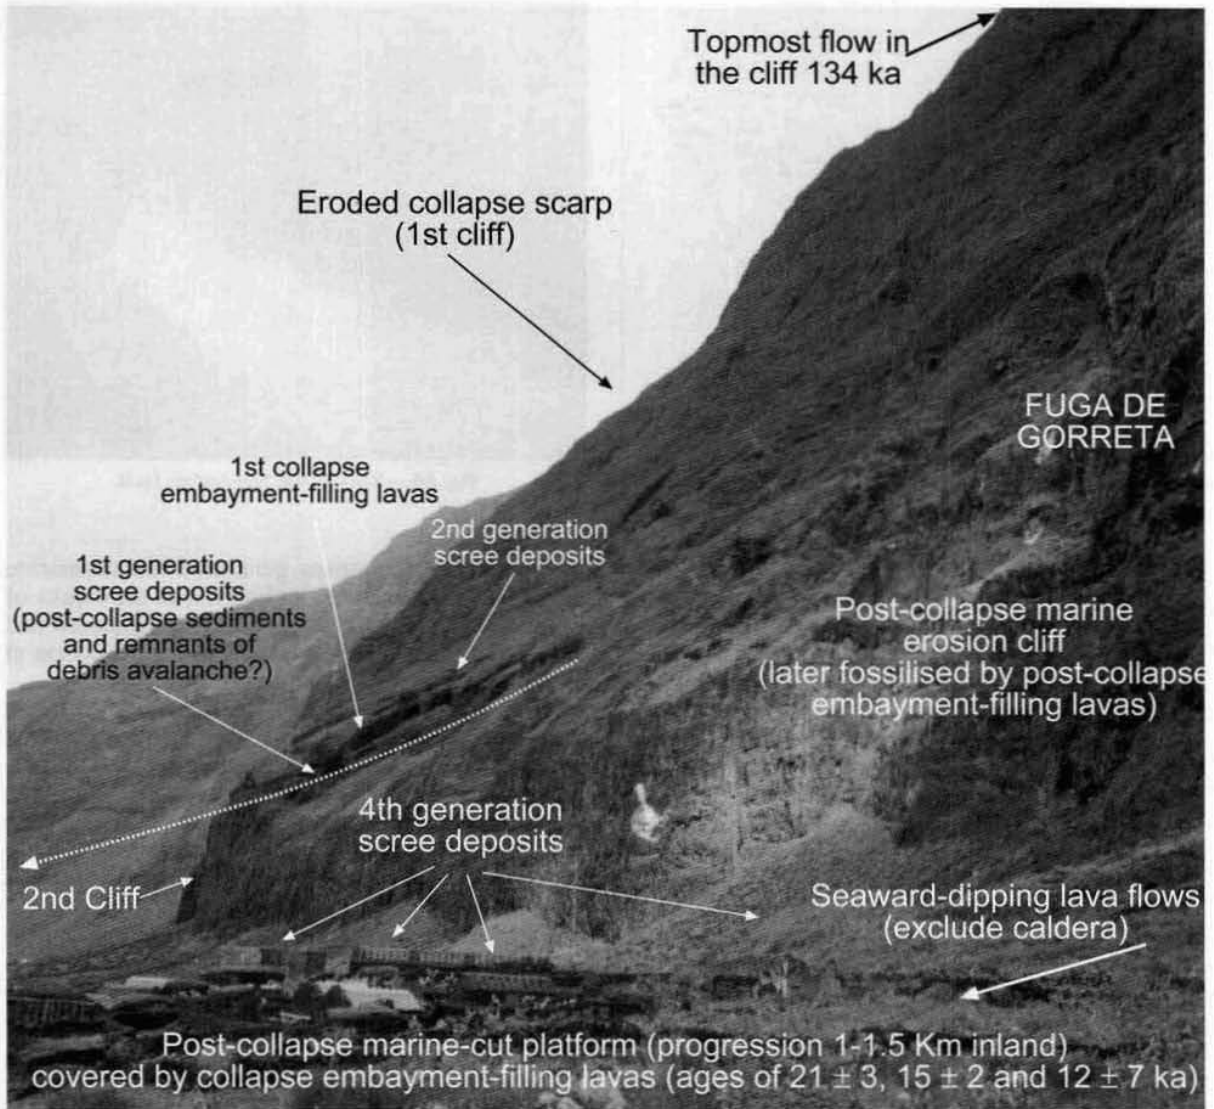 Topmost flow in
the cliff 134 ka
Eroded collapse scarp
(1st cliff)
FUGA DE
GORRETA
1st collapse
embayment-filling lavas
2nd generation
scree deposits
1st generation
scree deposits
(post-collapse sediments
and remnants of
debris avalanche?)
Post-collapse marine
erosion cliff
(later fossilised by post-collapse
embayment-filling lavas)
4th generation
scree deposits
2nd Cliff
Seaward-dipping lava flows
(exclude caldera)
Post-collapse marine-cut platform (progression 1-1.5 Km inland)
covered by collapse embayment-filling lavas (ages of 21 ± 3, 15 ± 2 and 12 ± 7 ka)